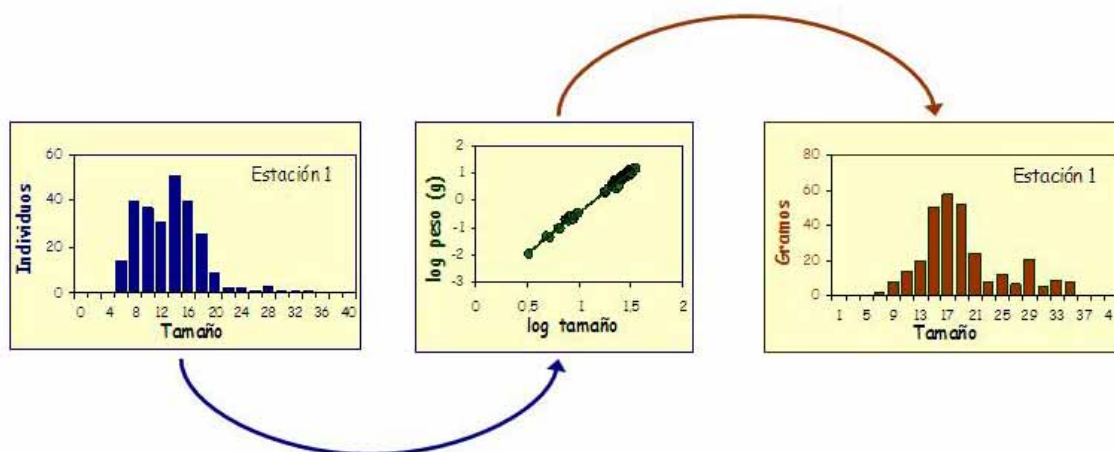 Individuos
60
40
20
0
Estación 1
0 4 8 12 16 20 24 28 32 36 40
Tamaño
log peso (g)
2
1
0
-1
-2
-3
0 0,5 1 1,5 2
log tamaño
Gramos
80
60
40
20
0
Estación 1
1 5 9 13 17 21 25 29 33 37
Tamaño